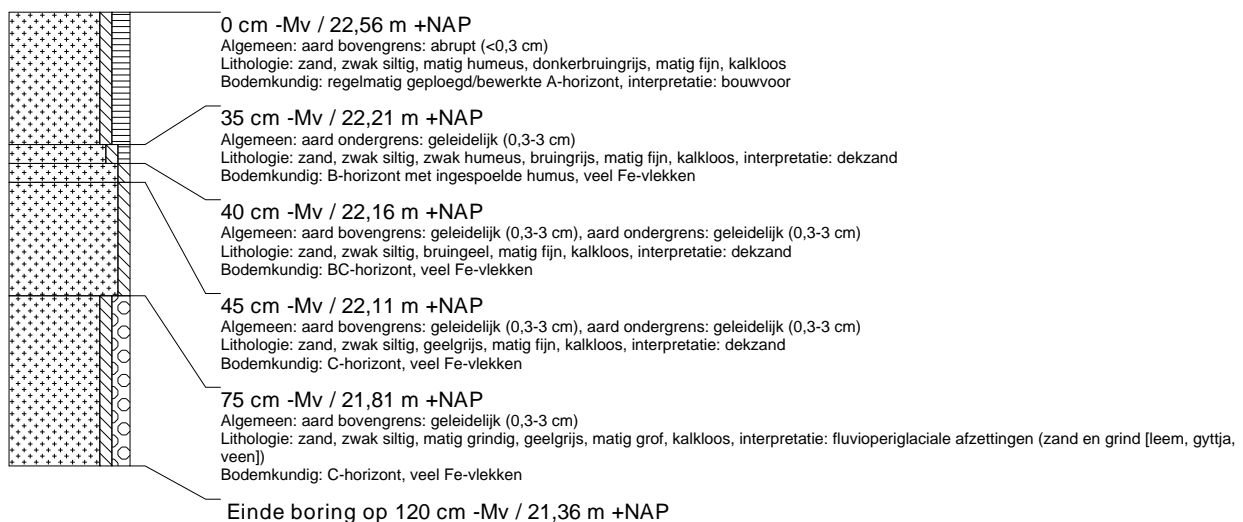 0 cm -Mv / 22,56 m +NAP
Algemeen: aard bovengrens: abrupt (<0,3 cm)
Lithologie: zand, zwak siltig, matig humeus, donkerbruingrijs, matig fijn, kalkloos
Bodemkundig: regelmatig geploegd/bewerkte A-horizont, interpretatie: bouwvoor
35 cm -Mv / 22,21 m +NAP
Algemeen: aard ondergrens: geleidelijk (0,3-3 cm)
Lithologie: zand, zwak siltig, zwak humeus, bruingrijs, matig fijn, kalkloos, interpretatie: dekzand
Bodemkundig: B-horizont met ingespoelde humus, veel Fe-vlekken
40 cm -Mv / 22,16 m +NAP
Algemeen: aard bovengrens: geleidelijk (0,3-3 cm), aard ondergrens: geleidelijk (0,3-3 cm)
Lithologie: zand, zwak siltig, bruingeel, matig fijn, kalkloos, interpretatie: dekzand
Bodemkundig: BC-horizont, veel Fe-vlekken
45 cm -Mv / 22,11 m +NAP
Algemeen: aard bovengrens: geleidelijk (0,3-3 cm), aard ondergrens: geleidelijk (0,3-3 cm)
Lithologie: zand, zwak siltig, geelgrijs, matig fijn, kalkloos, interpretatie: dekzand
Bodemkundig: C-horizont, veel Fe-vlekken
75 cm -Mv / 21,81 m +NAP
Algemeen: aard bovengrens: geleidelijk (0,3-3 cm)
Lithologie: zand, zwak siltig, matig grindig, geelgrijs, matig grof, kalkloos, interpretatie: fluvioperiglaciale afzettingen (zand en grind [leem, gyttja,
veen])
Bodemkundig: C-horizont, veel Fe-vlekken
Einde boring op 120 cm -Mv / 21,36 m +NAP